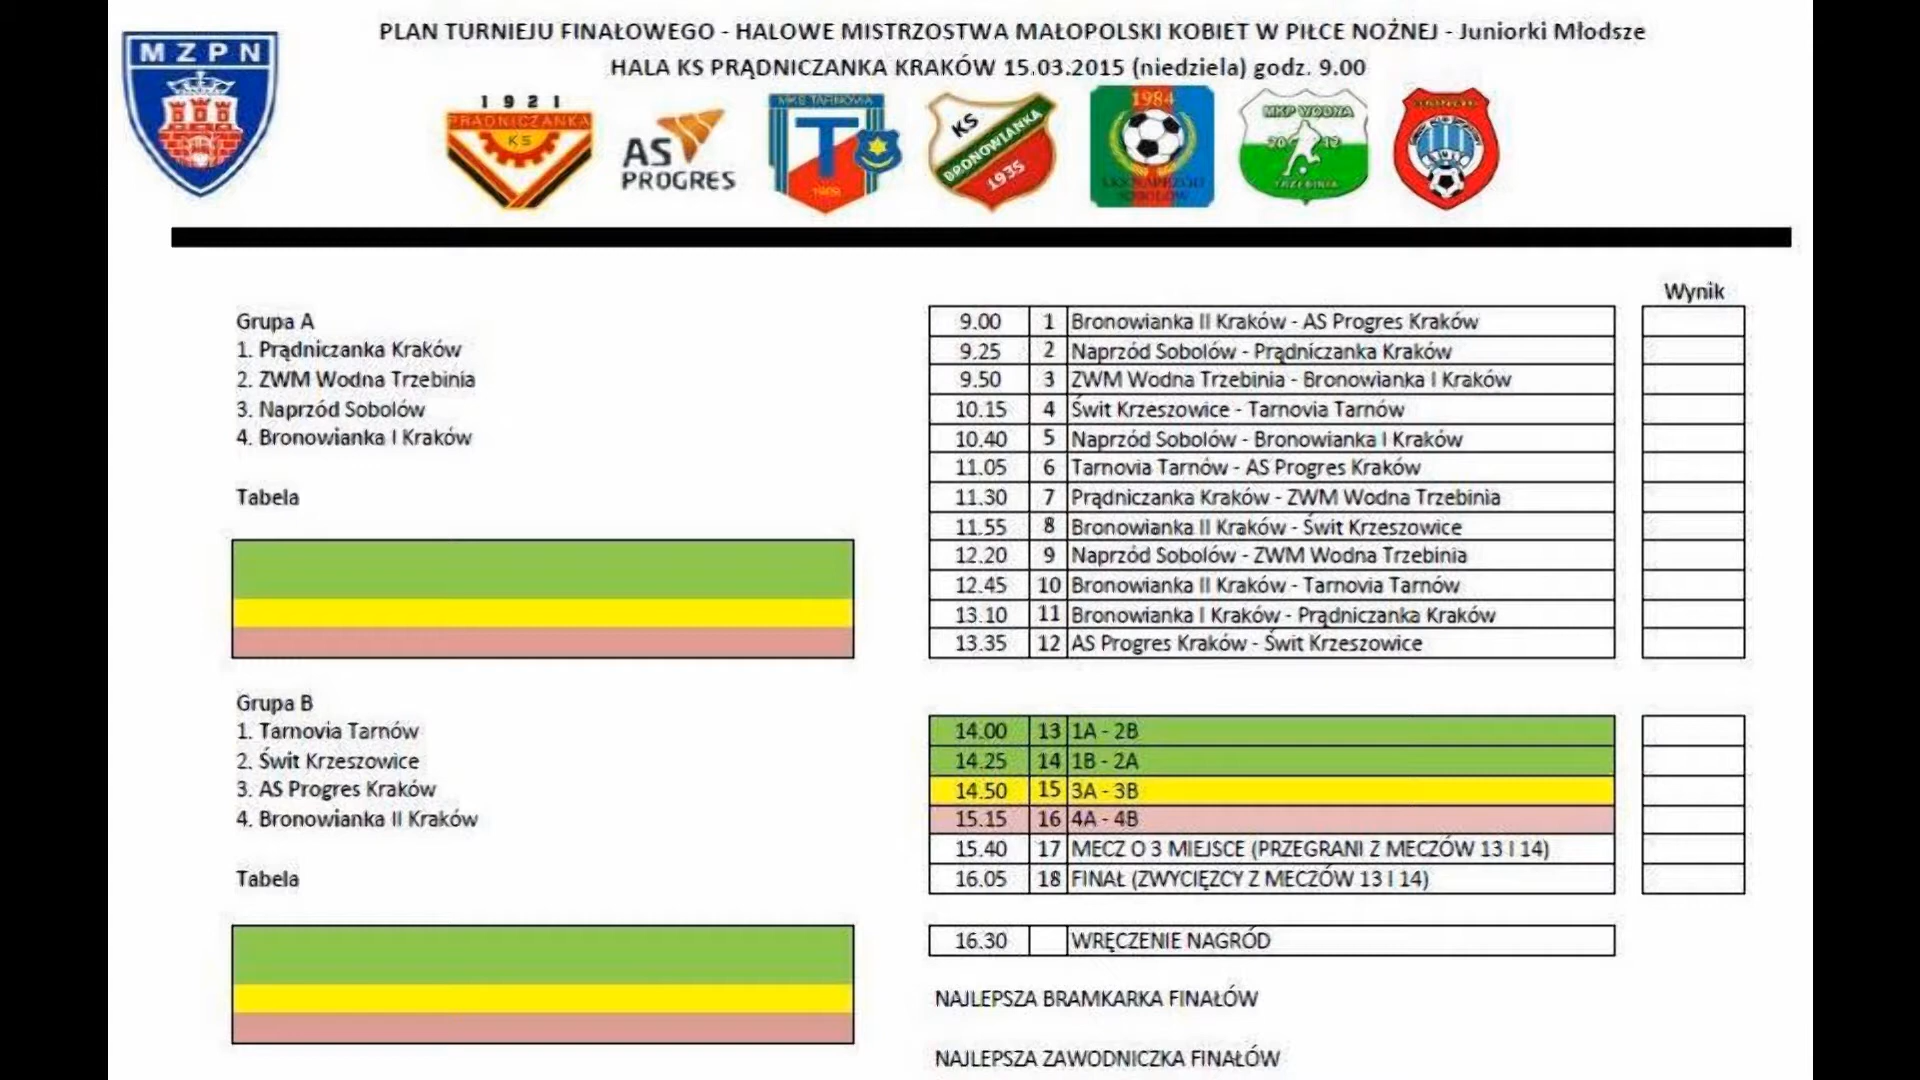 PLAN TURNIEJU FINAŁOWEGO - HALOWE MISTRZOSTWA MAŁOPOLSKI KOBIET W PIŁCE NOŻNEJ - Juniorki Młodsze
HALA KS PRĄDNICZANKA KRAKÓW 15.03.2015 (niedziela) godz. 9.00
MZPN
1921
PRĄDNICZANKA
KS
AS
PROGRES
MKS TARNOVIA
T
1909
KS
BRONOWIANKA
1935
1984
LKS NAPRZÓD
SOBOLÓW
MKP WODNA
20 12
TRZEBINIA
Wynik
Grupa A
1. Prądniczanka Kraków
2. ZWM Wodna Trzebinia
3. Naprzód Sobolów
4. Bronowianka I Kraków
Tabela
9.00 1 Bronowianka II Kraków - AS Progres Kraków
9.25 2 Naprzód Sobolów - Prądniczanka Kraków
9.50 3 ZWM Wodna Trzebinia - Bronowianka I Kraków
10.15 4 Świt Krzeszowice - Tarnovia Tarnów
10.40 5 Naprzód Sobolów - Bronowianka I Kraków
11.05 6 Tarnovia Tarnów - AS Progres Kraków
11.30 7 Prądniczanka Kraków - ZWM Wodna Trzebinia
11.55 8 Bronowianka II Kraków - Świt Krzeszowice
12.20 9 Naprzód Sobolów - ZWM Wodna Trzebinia
12.45 10 Bronowianka II Kraków - Tarnovia Tarnów
13.10 11 Bronowianka I Kraków - Prądniczanka Kraków
13.35 12 AS Progres Kraków - Świt Krzeszowice
Grupa B
1. Tarnovia Tarnów
2. Świt Krzeszowice
3. AS Progres Kraków
4. Bronowianka II Kraków
Tabela
14.00 13 1A - 2B
14.25 14 1B - 2A
14.50 15 3A - 3B
15.15 16 4A - 4B
15.40 17 MECZ O 3 MIEJSCE (PRZEGRANI Z MECZÓW 13 I 14)
16.05 18 FINAŁ (ZWYCIĘZCY Z MECZÓW 13 I 14)
16.30 WRĘCZENIE NAGRÓD
NAJLEPSZA BRAMKARKA FINAŁÓW
NAJLEPSZA ZAWODNICZKA FINAŁÓW